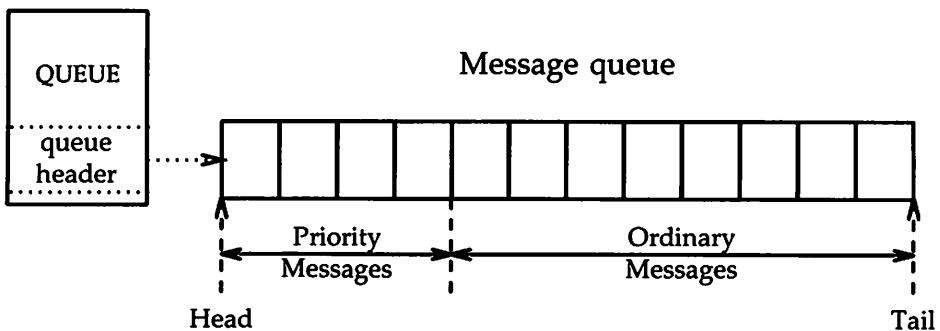 QUEUE
queue
header
Message queue
Priority
Messages
Ordinary
Messages
Head
Tail